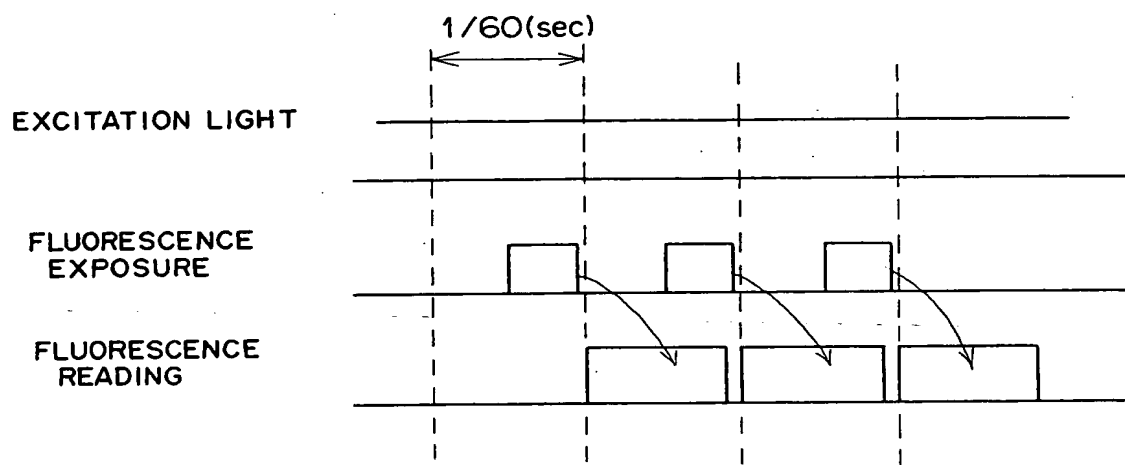 1/60(sec)
EXCITATION LIGHT
FLUORESCENCE
EXPOSURE
FLUORESCENCE
READING